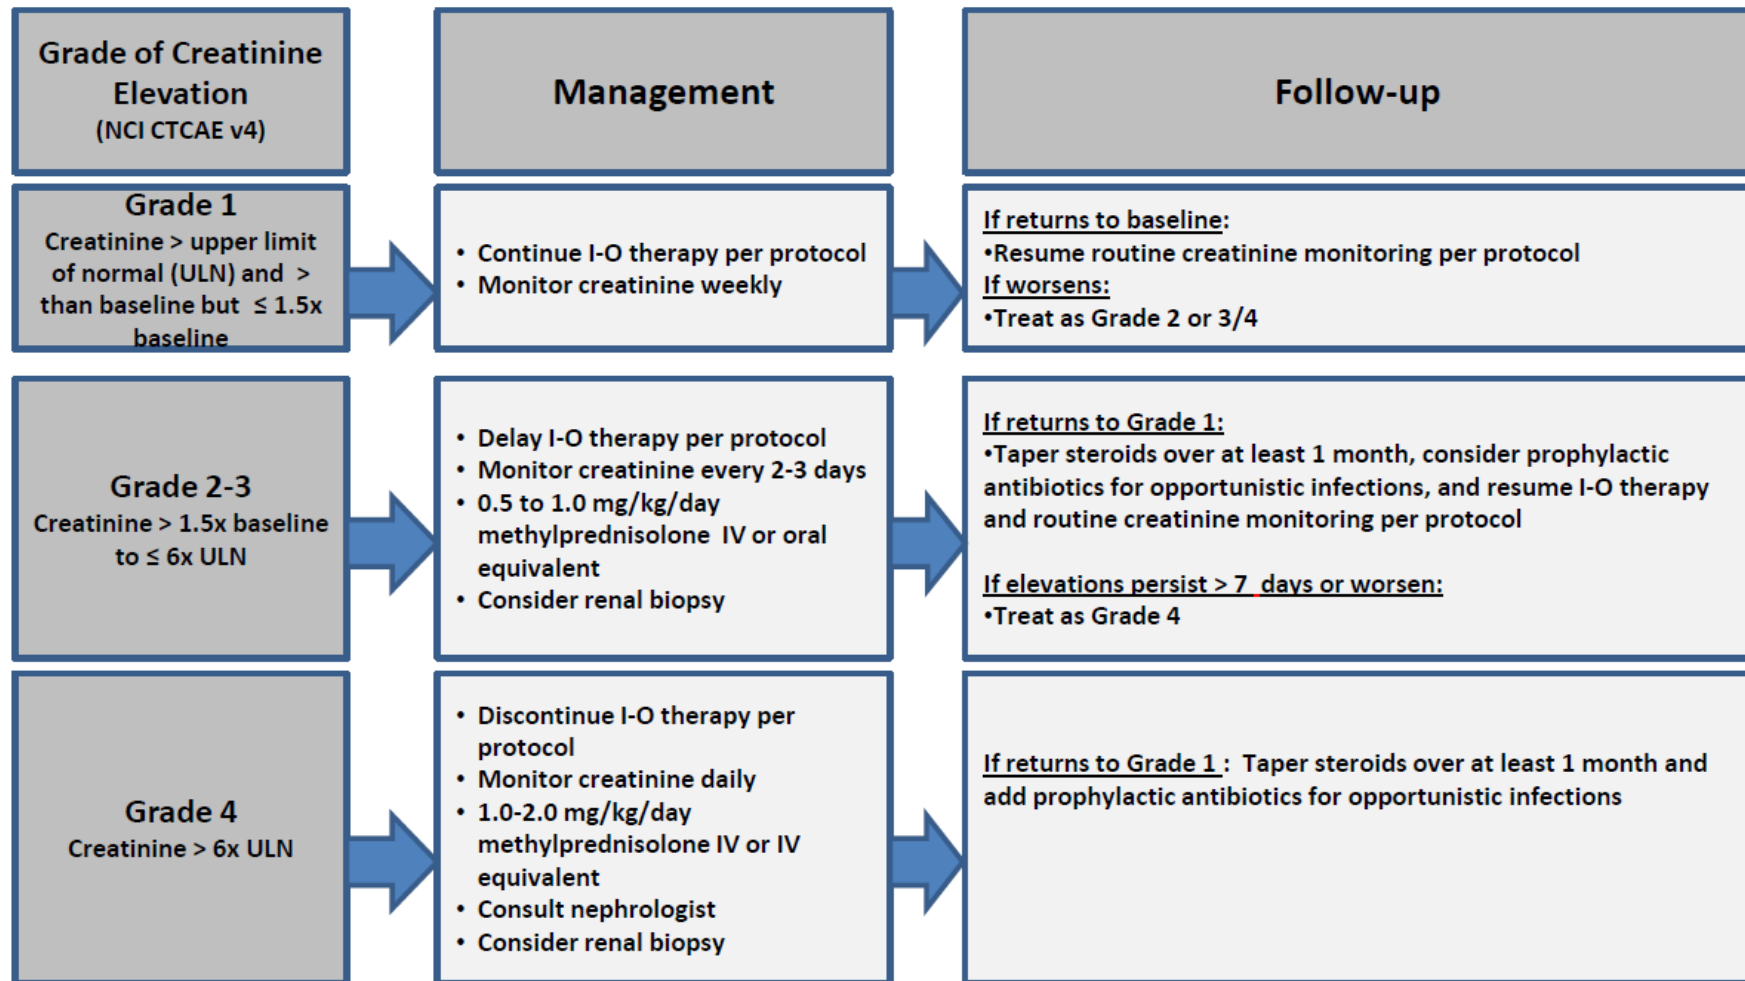 Grade of Creatinine
Elevation
(NCI CTCAE v4)
Management
Follow-up
Grade 1
Creatinine > upper limit
of normal (ULN) and  >
than baseline but  ≤ 1.5x
baseline
• Continue I-O therapy per protocol
• Monitor creatinine weekly
If returns to baseline:
•Resume routine creatinine monitoring per protocol
If worsens:
•Treat as Grade 2 or 3/4
Grade 2-3
Creatinine > 1.5x baseline
to ≤ 6x ULN
• Delay I-O therapy per protocol
• Monitor creatinine every 2-3 days
• 0.5 to 1.0 mg/kg/day
methylprednisolone  IV or oral
equivalent
• Consider renal biopsy
If returns to Grade 1:
•Taper steroids over at least 1 month, consider prophylactic
antibiotics for opportunistic infections, and resume I-O therapy
and routine creatinine monitoring per protocol
If elevations persist > 7  days or worsen:
•Treat as Grade 4
Grade 4
Creatinine > 6x ULN
• Discontinue I-O therapy per
protocol
• Monitor creatinine daily
• 1.0-2.0 mg/kg/day
methylprednisolone IV or IV
equivalent
• Consult nephrologist
• Consider renal biopsy
If returns to Grade 1 :  Taper steroids over at least 1 month and
add prophylactic antibiotics for opportunistic infections